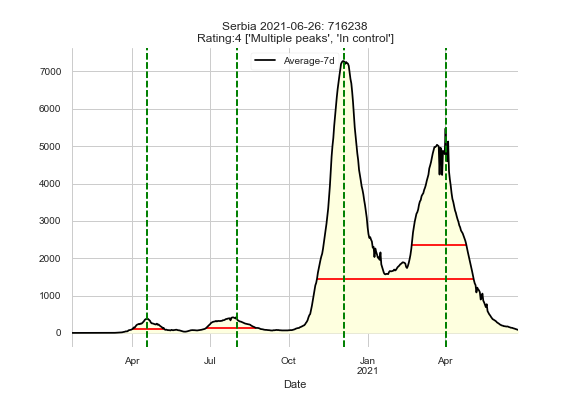 Serbia 2021-06-26: 716238
Rating:4 ['Multiple peaks', 'In control']
Average-7d
7000
6000
5000
4000
3000
2000
1000
0
Apr Jul Oct Jan Apr
2021
Date